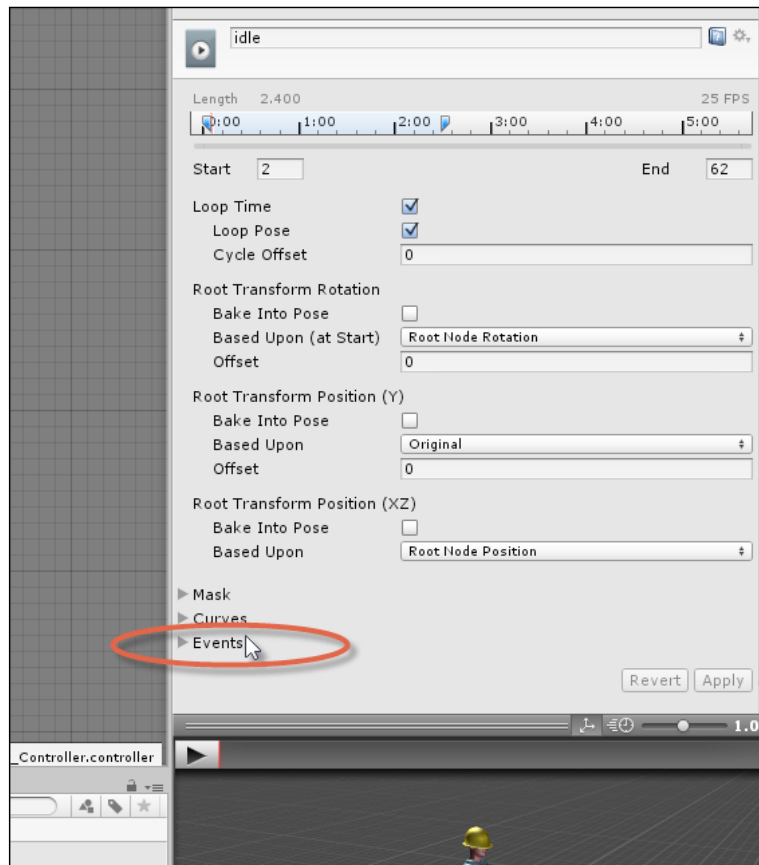 idle
Length 2.400 25 FPS
0:00 1:00 2:00 3:00 4:00 5:00
Start 2 End 62
Loop Time
Loop Pose
Cycle Offset 0
Root Transform Rotation
Bake Into Pose
Based Upon (at Start) Root Node Rotation
Offset 0
Root Transform Position (Y)
Bake Into Pose
Based Upon Original
Offset 0
Root Transform Position (XZ)
Bake Into Pose
Based Upon Root Node Position
Mask
Curves
Events
Revert Apply
1.0
_Controller.controller